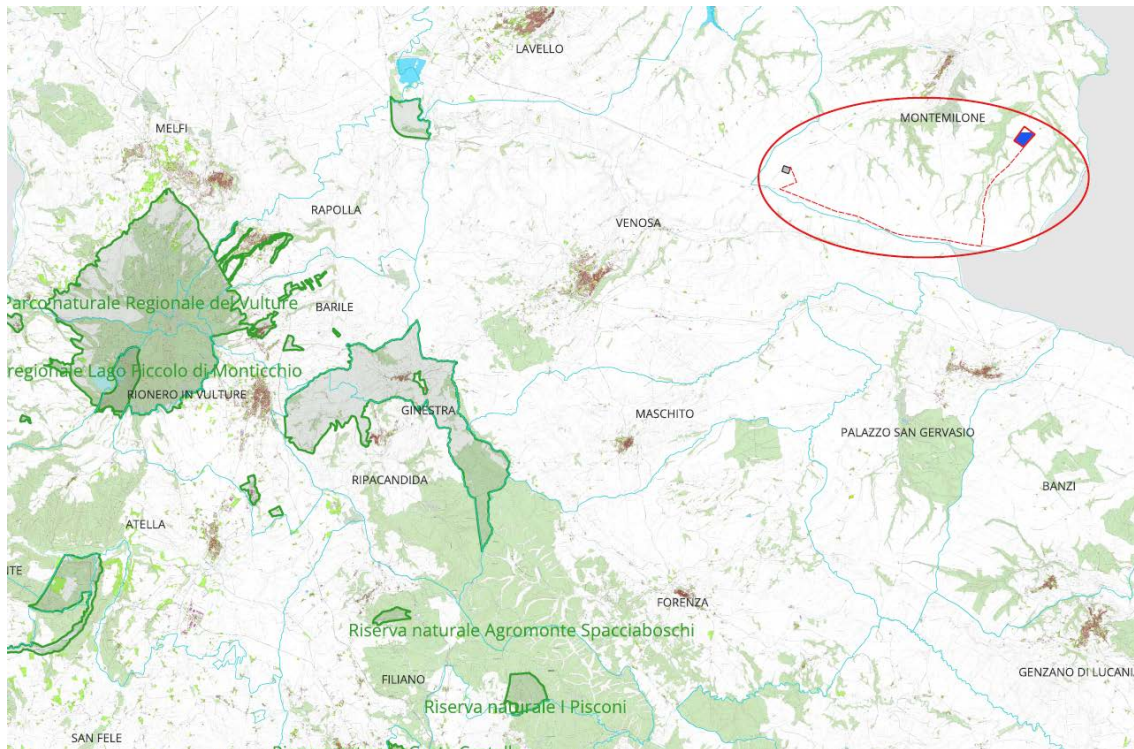 LAVELLO
MONTEMILONE
MELFI
RAPOLLA
VENOSA
Parco naturale Regionale del Vulture
BARILE
regionale Lago Piccolo di Monticchio
RIONERO IN VULTURE
GINESTRA
MASCHITO
PALAZZO SAN GERVASIO
RIPACANDIDA
BANZI
ATELLA
NTE
FORENZA
Riserva naturale Agromonte Spacciaboschi
GENZANO DI LUCANI
FILIANO
Riserva naturale I Pisconi
SAN FELE